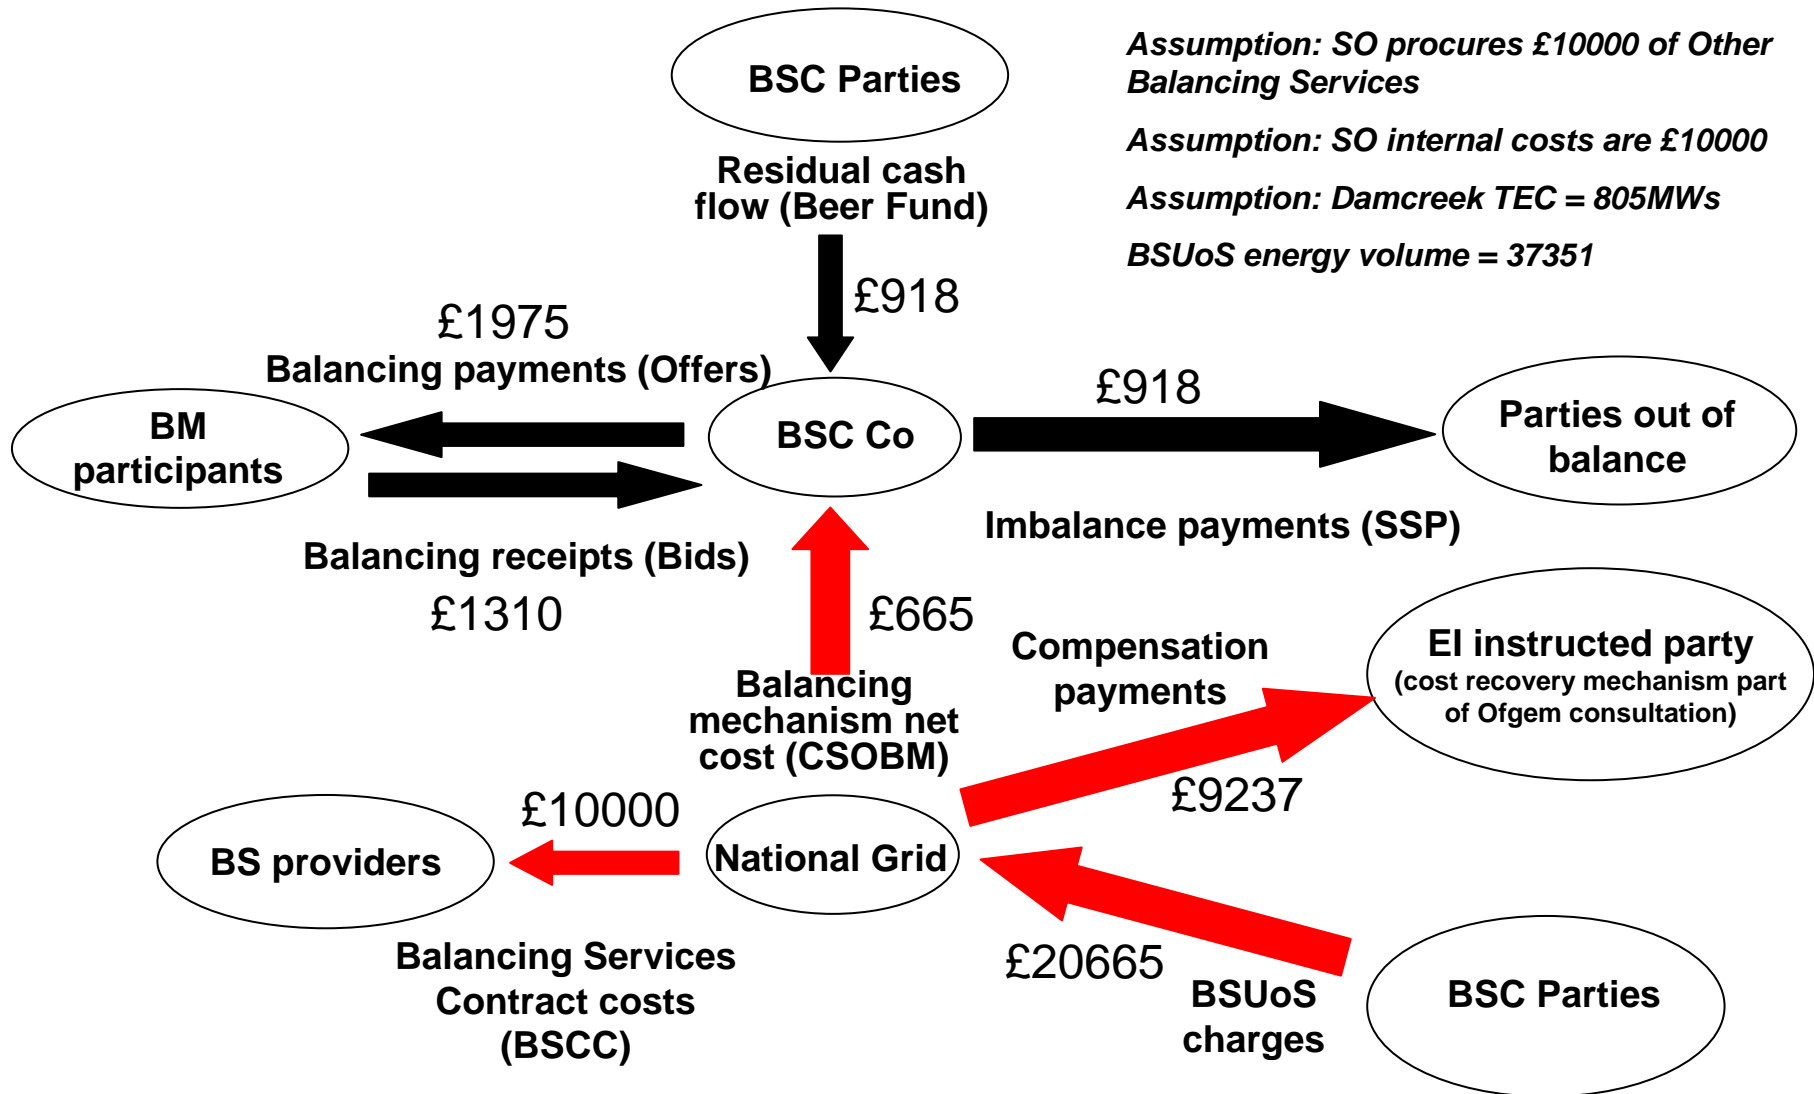 BSC Parties
Assumption: SO procures £10000 of Other
Balancing Services
Assumption: SO internal costs are £10000
Assumption: Damcreek TEC = 805MWs
BSUoS energy volume = 37351
Residual cash
flow (Beer Fund)
£918
£1975
Balancing payments (Offers)
BM
participants
BSC Co
£918
Parties out of
balance
Imbalance payments (SSP)
Balancing receipts (Bids)
£1310
£665
Balancing
mechanism net
cost (CSOBM)
Compensation
payments
EI instructed party
(cost recovery mechanism part
of Ofgem consultation)
£9237
£10000
BS providers
National Grid
Balancing Services
Contract costs
(BSCC)
£20665
BSUoS
charges
BSC Parties